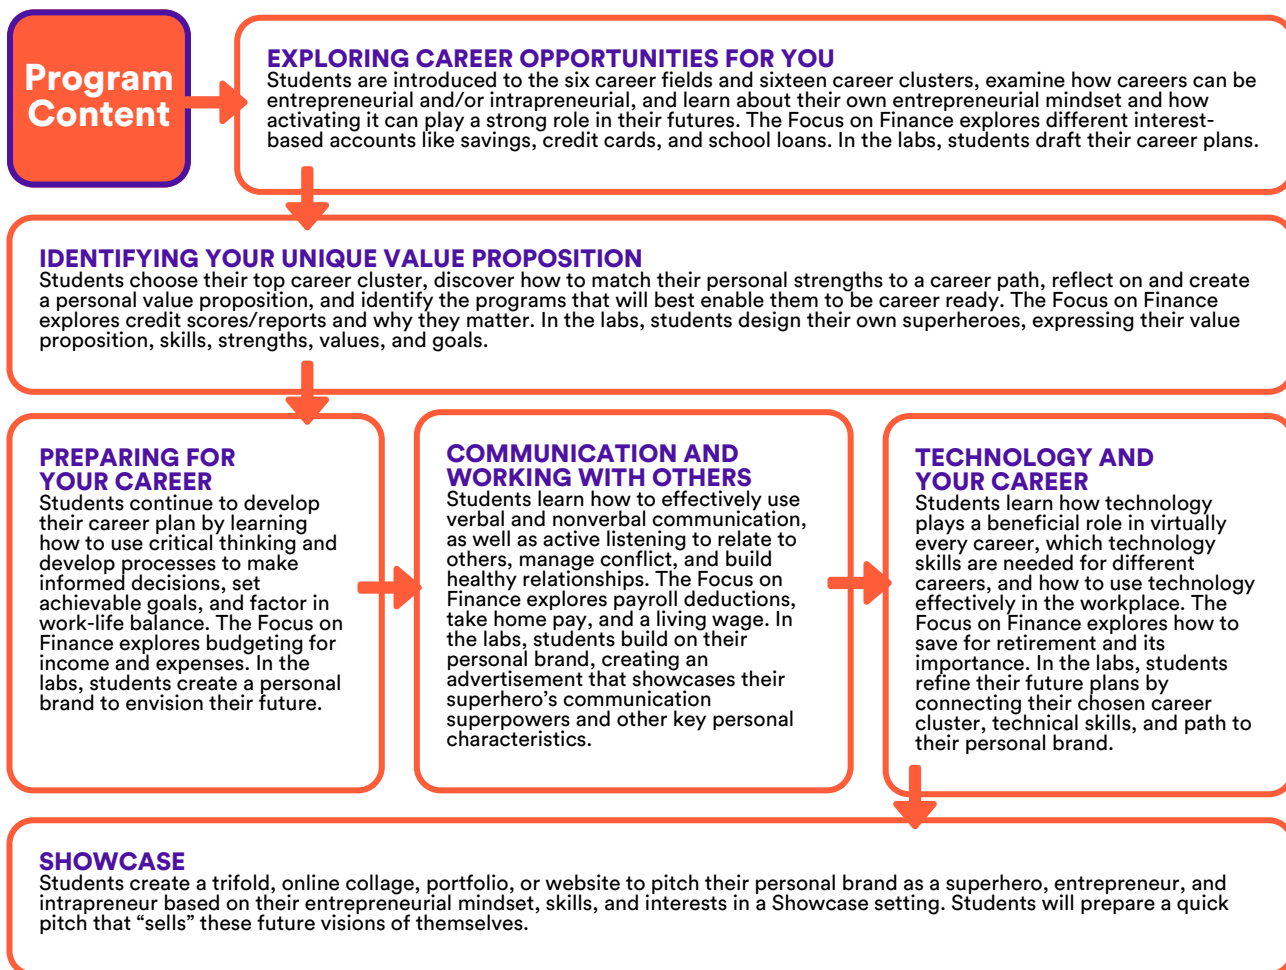 Program
Content
EXPLORING CAREER OPPORTUNITIES FOR YOU
Students are introduced to the six career fields and sixteen career clusters, examine how careers can be
entrepreneurial and/or intrapreneurial, and learn about their own entrepreneurial mindset and how
activating it can play a strong role in their futures. The Focus on Finance explores different interest-
based accounts like savings, credit cards, and school loans. In the labs, students draft their career plans.
IDENTIFYING YOUR UNIQUE VALUE PROPOSITION
Students choose their top career cluster, discover how to match their personal strengths to a career path, reflect on and create
a personal value proposition, and identify the programs that will best enable them to be career ready. The Focus on Finance
explores credit scores/reports and why they matter. In the labs, students design their own superheroes, expressing their value
proposition, skills, strengths, values, and goals.
PREPARING FOR
YOUR CAREER
Students continue to develop
their career plan by learning
how to use critical thinking and
develop processes to make
informed decisions, set
achievable goals, and factor in
work-life balance. The Focus on
Finance explores budgeting for
income and expenses. In the
labs, students create a personal
brand to envision their future.
COMMUNICATION AND
WORKING WITH OTHERS
Students learn how to effectively use
verbal and nonverbal communication,
as well as active listening to relate to
others, manage conflict, and build
healthy relationships. The Focus on
Finance explores payroll deductions,
take home pay, and a living wage. In
the labs, students build on their
personal brand, creating an
advertisement that showcases their
superhero's communication
superpowers and other key personal
characteristics.
TECHNOLOGY AND
YOUR CAREER
Students learn how technology
plays a beneficial role in virtually
every career, which technology
skills are needed for different
careers, and how to use technology
effectively in the workplace. The
Focus on Finance explores how to
save for retirement and its
importance. In the labs, students
refine their future plans by
connecting their chosen career
cluster, technical skills, and path to
their personal brand.
SHOWCASE
Students create a trifold, online collage, portfolio, or website to pitch their personal brand as a superhero, entrepreneur, and
intrapreneur based on their entrepreneurial mindset, skills, and interests in a Showcase setting. Students will prepare a quick
pitch that “sells” these future visions of themselves.